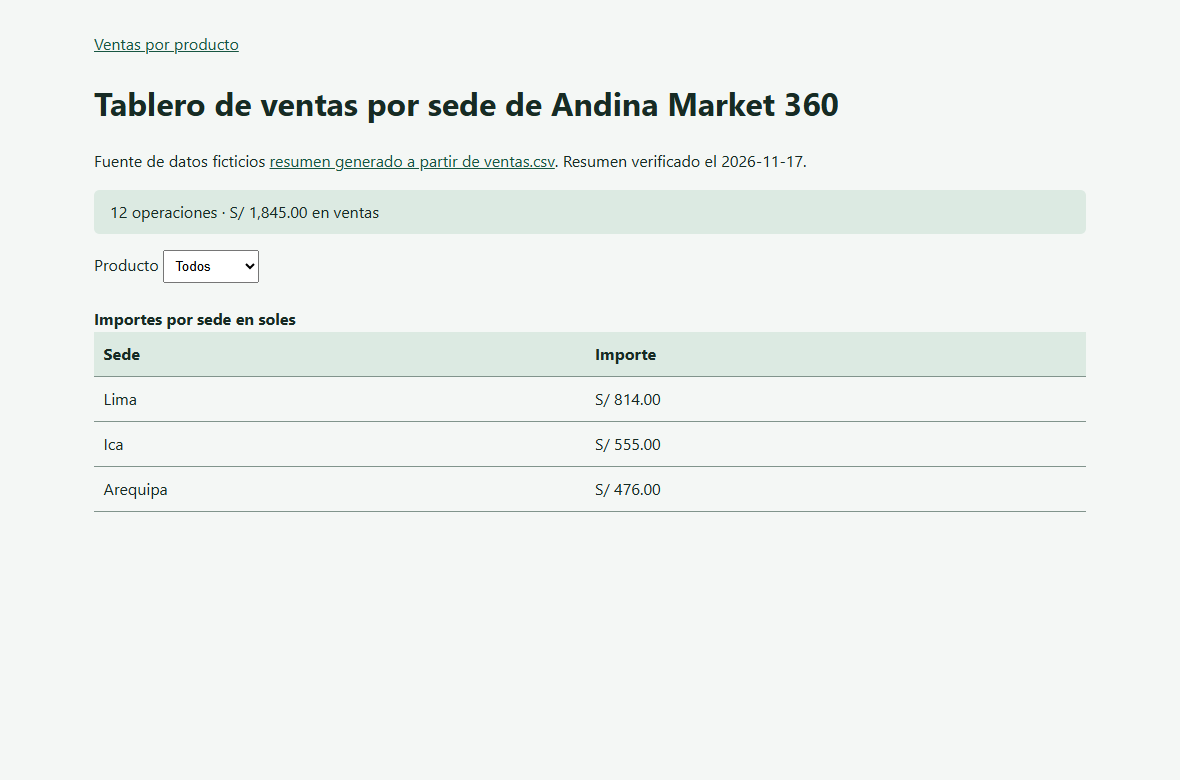 Ventas por producto
Tablero de ventas por sede de Andina Market 360
Fuente de datos ficticios resumen generado a partir de ventas.csv. Resumen verificado el 2026-11-17.
12 operaciones · S/ 1,845.00 en ventas
Producto Todos
Importes por sede en soles
Sede Importe
Lima S/ 814.00
Ica S/ 555.00
Arequipa S/ 476.00